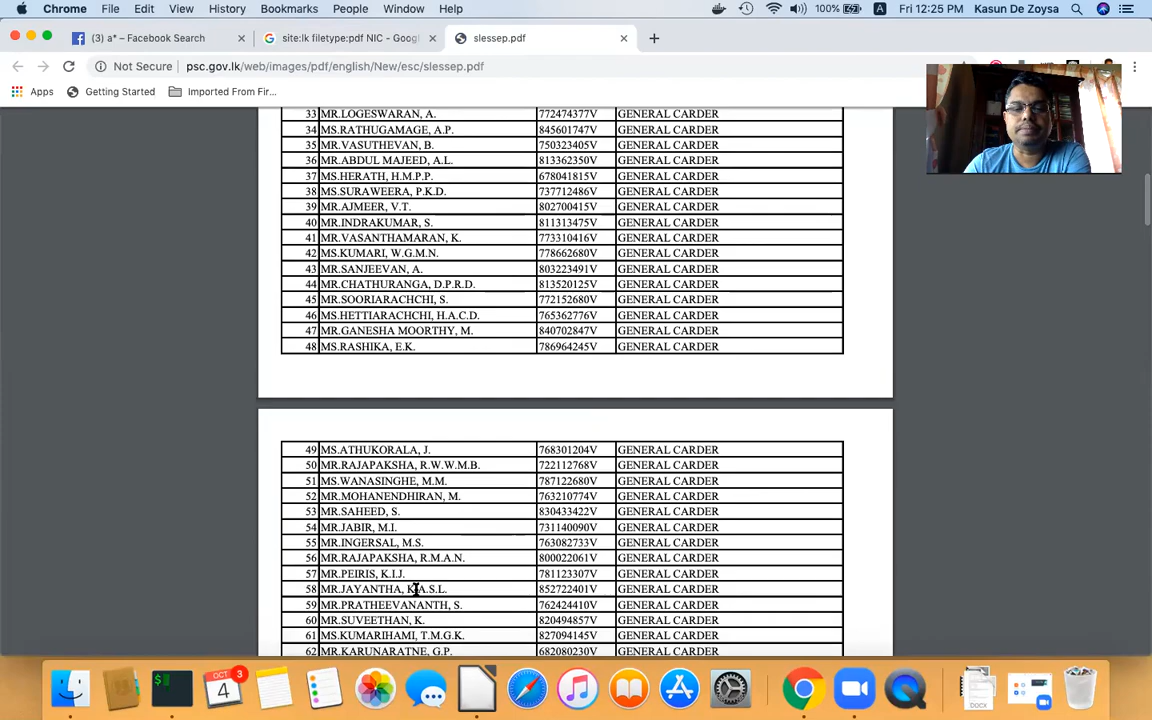 Chrome File Edit View History Bookmarks People Window Help 100% A Fri 12:25 PM Kasun De Zoysa
(3) a* – Facebook Search site:lk filetype:pdf NIC - Goog slessep.pdf
Not Secure psc.gov.lk/web/images/pdf/english/New/esc/slessep.pdf
Apps Getting Started Imported From Fir...
33 MR.LOGESWARAN, A. 772474377V GENERAL CARDER
34 MS.RATHUGAMAGE, A.P. 845601747V GENERAL CARDER
35 MR.VASUTHEVAN, B. 750323405V GENERAL CARDER
36 MR.ABDUL MAJEED, A.L. 813362350V GENERAL CARDER
37 MS.HERATH, H.M.P.P. 678041815V GENERAL CARDER
38 MS.SURAWEERA, P.K.D. 737712486V GENERAL CARDER
39 MR.AJMEER, V.T. 802700415V GENERAL CARDER
40 MR.INDRAKUMAR, S. 811313475V GENERAL CARDER
41 MR.VASANTHAMARAN, K. 773310416V GENERAL CARDER
42 MS.KUMARI, W.G.M.N. 778662680V GENERAL CARDER
43 MR.SANJEEVAN, A. 803223491V GENERAL CARDER
44 MR.CHATHURANGA, D.P.R.D. 813520125V GENERAL CARDER
45 MR.SOORIARACHCHI, S. 772152680V GENERAL CARDER
46 MS.HETTIARACHCHI, H.A.C.D. 765362776V GENERAL CARDER
47 MR.GANESHA MOORTHY, M. 840702847V GENERAL CARDER
48 MS.RASHIKA, E.K. 786964245V GENERAL CARDER
49 MS.ATHUKORALA, J. 768301204V GENERAL CARDER
50 MR.RAJAPAKSHA, R.W.W.M.B. 722112768V GENERAL CARDER
51 MS.WANASINGHE, M.M. 787122680V GENERAL CARDER
52 MR.MOHANENDHIRAN, M. 763210774V GENERAL CARDER
53 MR.SAHEED, S. 830433422V GENERAL CARDER
54 MR.JABIR, M.I. 731140090V GENERAL CARDER
55 MR.INGERSAL, M.S. 763082733V GENERAL CARDER
56 MR.RAJAPAKSHA, R.M.A.N. 800022061V GENERAL CARDER
57 MR.PEIRIS, K.I.J. 781123307V GENERAL CARDER
58 MR.JAYANTHA, K.A.S.L. 852722401V GENERAL CARDER
59 MR.PRATHEEVANANTH, S. 762424410V GENERAL CARDER
60 MR.SUVEETHAN, K. 820494857V GENERAL CARDER
61 MS.KUMARIHAMI, T.M.G.K. 827094145V GENERAL CARDER
62 MR.KARUNARATNE, G.P. 682080230V GENERAL CARDER
OCT
4
3
$
DOCX